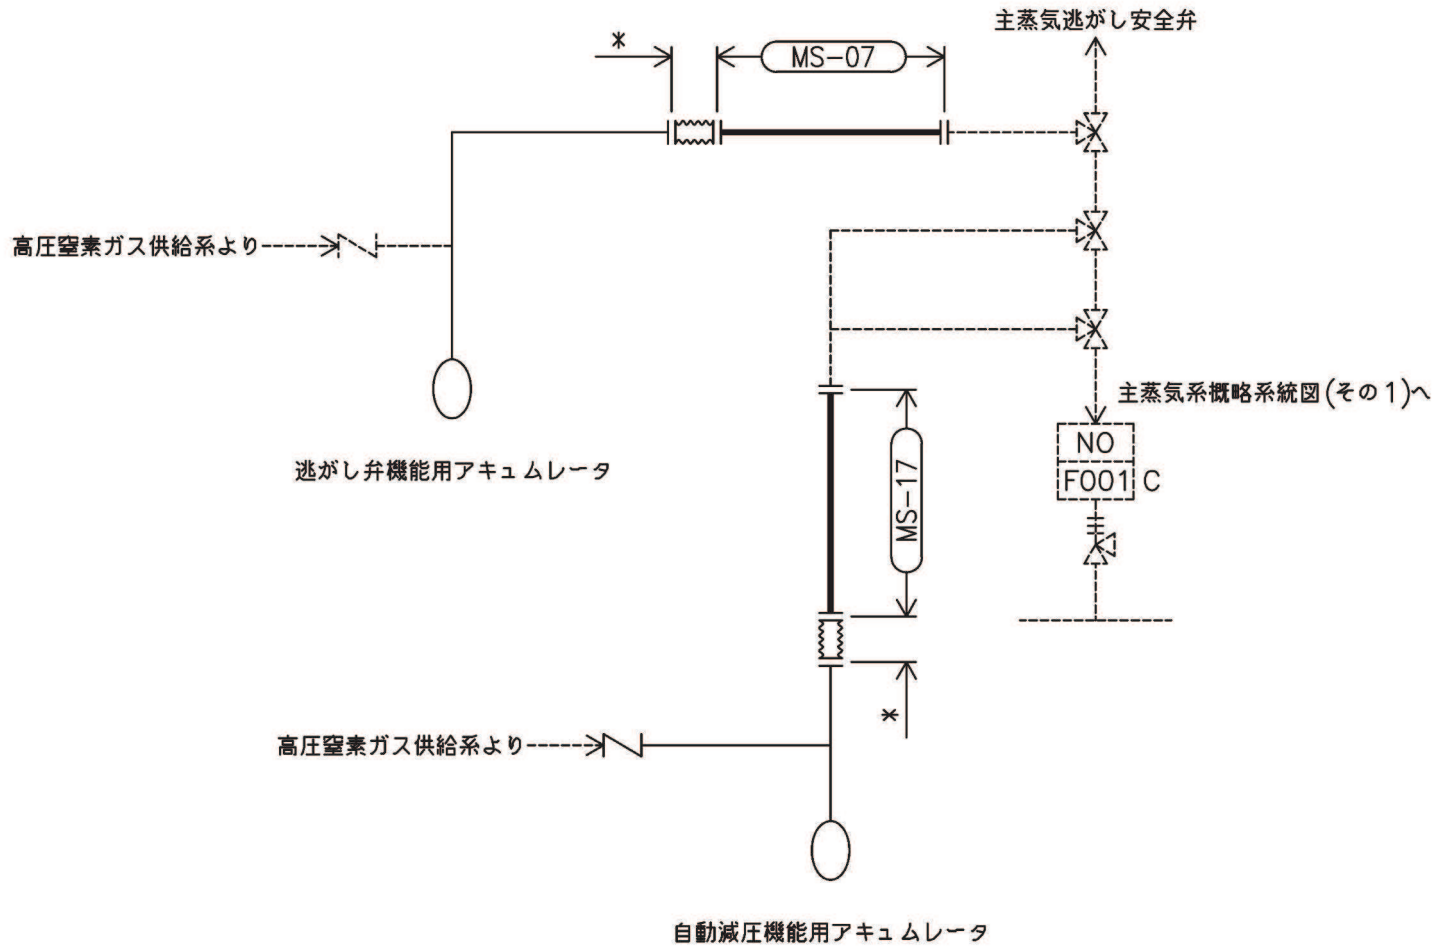 主蒸気逃がし安全弁
*
MS-07
高圧窒素ガス供給系より
逃がし弁機能用アキュムレータ
主蒸気系概略系統図(その1)へ
NO
F001 C
MS-17
*
高圧窒素ガス供給系より
自動減圧機能用アキュムレータ